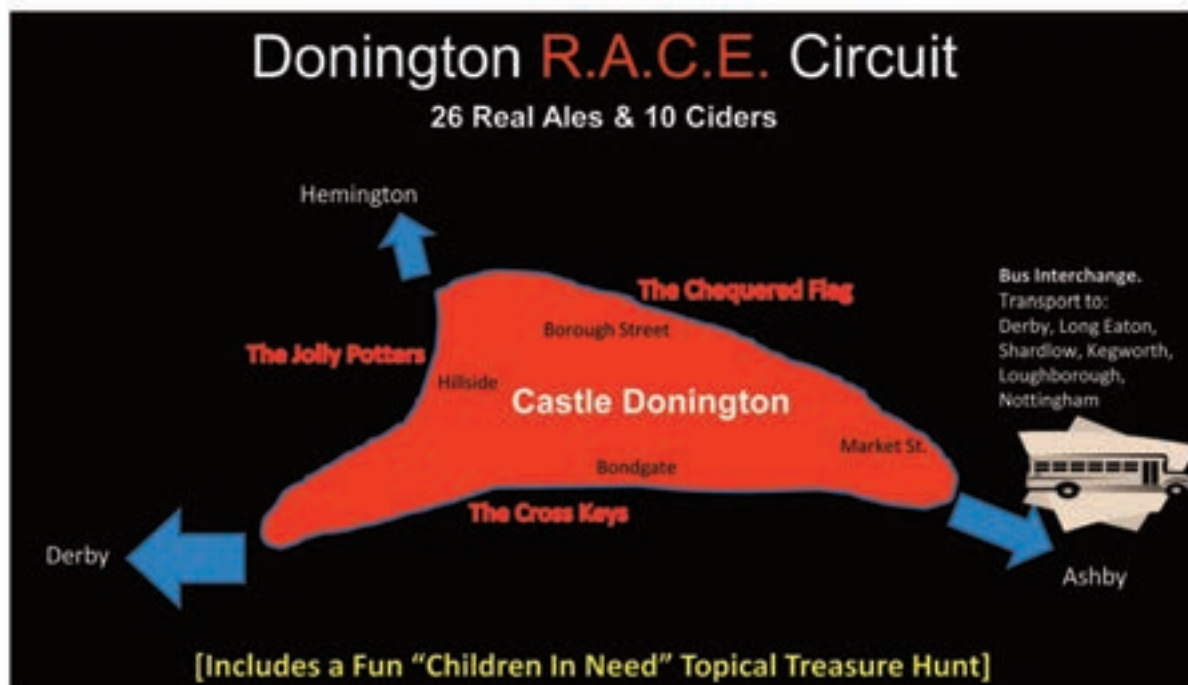 Donington R.A.C.E. Circuit
26 Real Ales & 10 Ciders
Hemington
The Chequered Flag
Borough Street
The Jolly Potters
Hillside
Castle Donington
Market St.
Bondgate
The Cross Keys
Bus Interchange.
Transport to:
Derby, Long Eaton,
Shardlow, Kegworth,
Loughborough,
Nottingham
Derby
Ashby
[Includes a Fun “Children In Need” Topical Treasure Hunt]